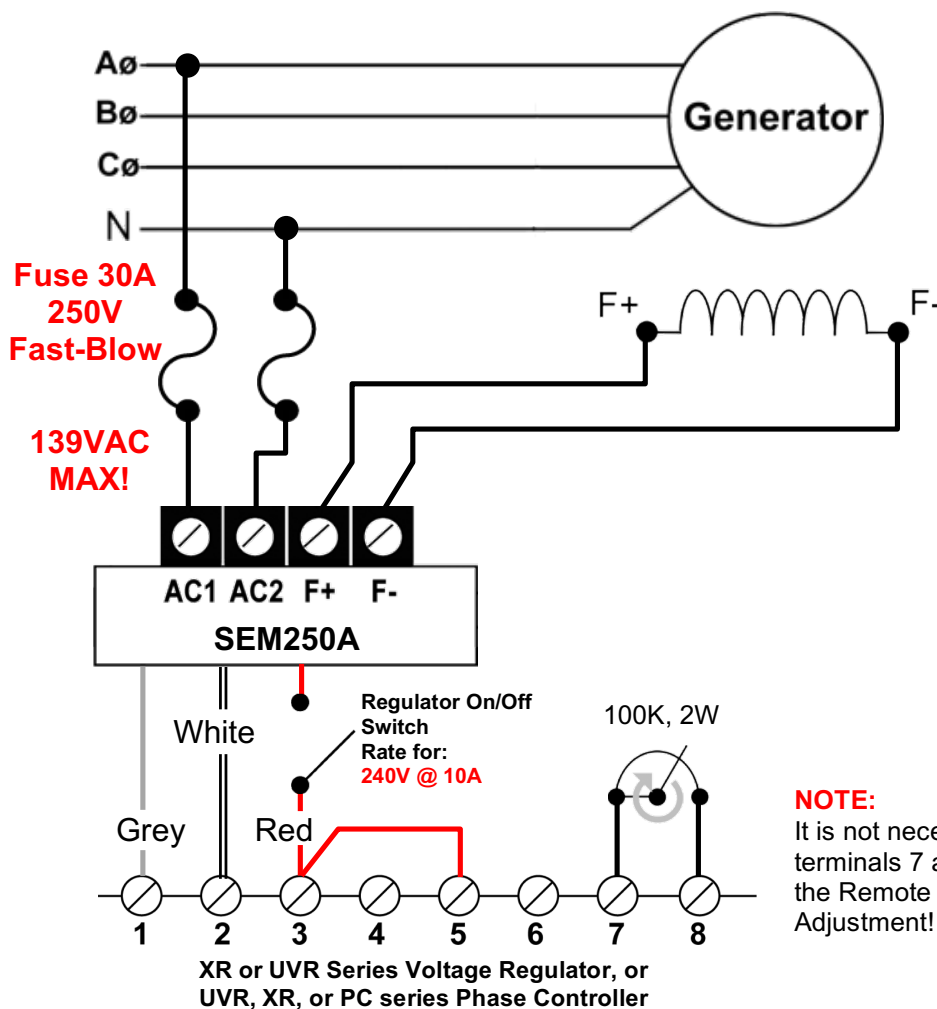 Aø
Bø
Cø
N
Generator
Fuse 30A
250V
Fast-Blow
139VAC
MAX!
F+
F-
AC1 AC2 F+ F-
SEM250A
White
Grey
Red
Regulator On/Off
Switch
Rate for:
240V @ 10A
100K, 2W
NOTE:
It is not
terminals 7
the Remote
Adjustment!
1 2 3 4 5 6 7 8
XR or UVR Series Voltage Regulator, or
UVR, XR, or PC series Phase Controller